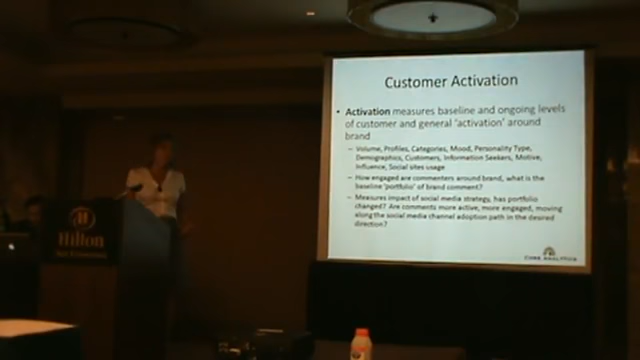 Customer Activation
• Activation measures baseline and ongoing levels
of customer and general 'activation' around
brand
– Volume, Profiles, Categories, Mood, Personality Type,
Demographics, Customers, Information Seekers, Motive,
Influence, Social sites usage
– How engaged are commenters around brand, what is the
baseline 'portfolio' of brand comment?
– Measures impact of social media strategy, has portfolio
changed? Are comments more active, more engaged, moving
along the social media channel adoption path in the desired
direction?
Hilton